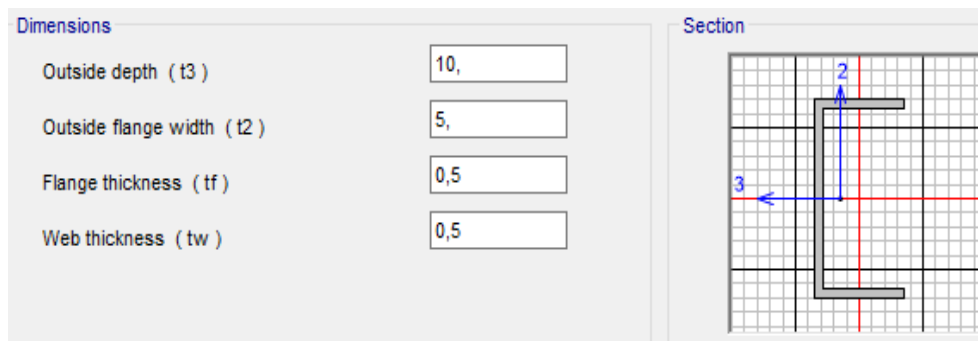 Dimensions
Outside depth ( t3 )
10,
Outside flange width ( t2 )
5,
Flange thickness ( tf )
0,5
Web thickness ( tw )
0,5
Section
2
3